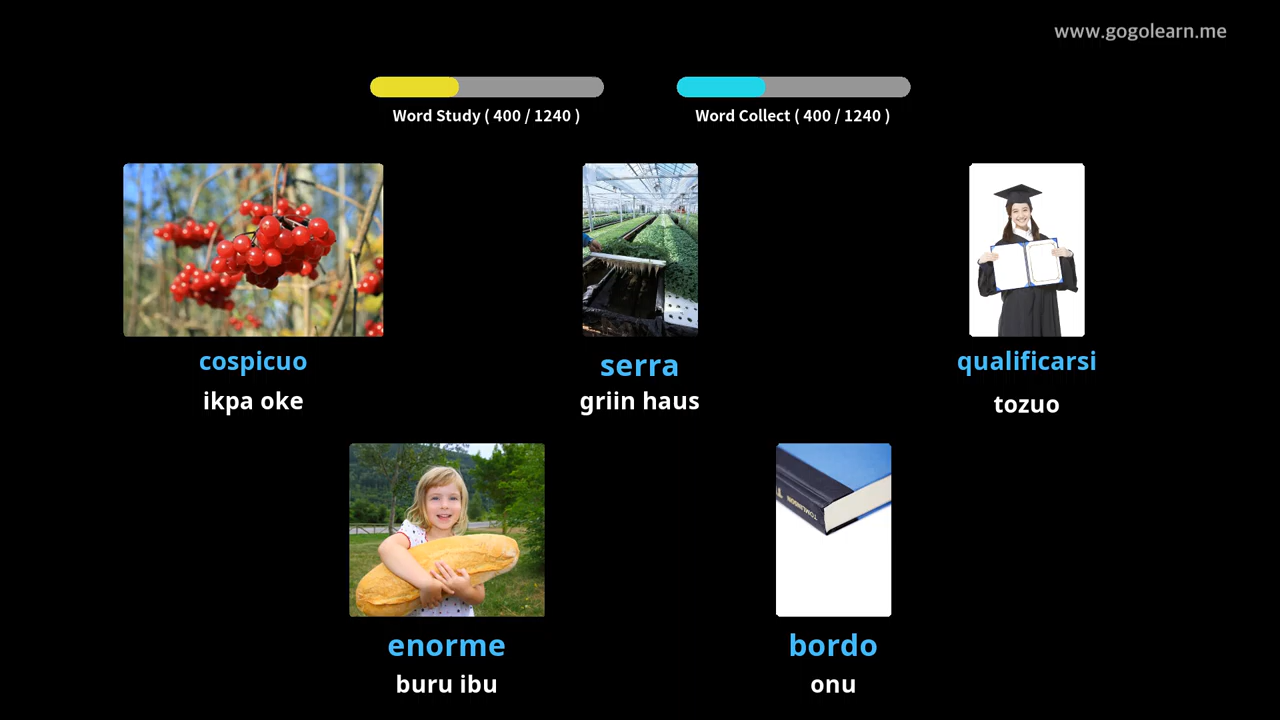 www.gogolearn.me
Word Study ( 400 / 1240 )
Word Collect ( 400 / 1240 )
cospicuo
ikpa oke
serra
griin haus
qualificarsi
tozuo
enorme
buru ibu
TOMLINSON
bordo
onu